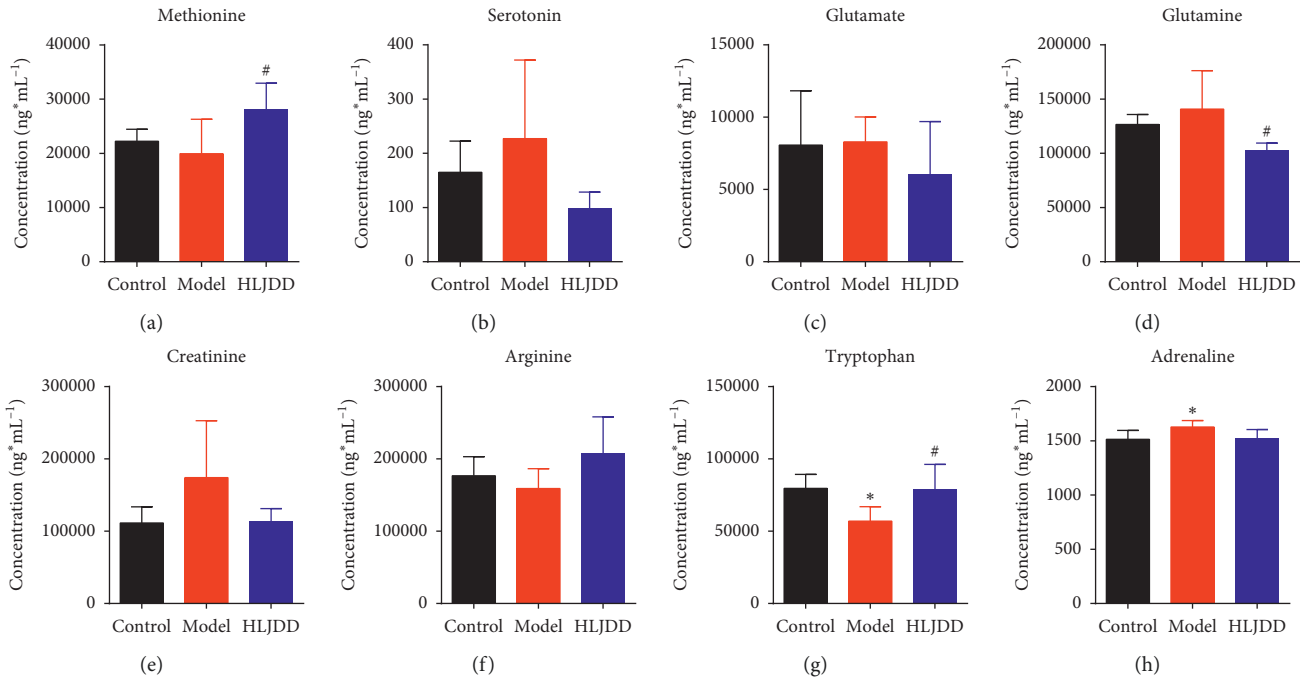 Methionine
Concentration (ng*mL−1)
40000
30000
20000
10000
0
#
Control Model HLJDD
(a)
Serotonin
Concentration (ng*mL−1)
400
300
200
100
0
Control Model HLJDD
(b)
Glutamate
Concentration (ng*mL−1)
15000
10000
5000
0
Control Model HLJDD
(c)
Glutamine
Concentration (ng*mL−1)
200000
150000
100000
50000
0
#
Control Model HLJDD
(d)
Creatinine
Concentration (ng*mL−1)
300000
200000
100000
0
Control Model HLJDD
(e)
Arginine
Concentration (ng*mL−1)
300000
200000
100000
0
Control Model HLJDD
(f)
Tryptophan
Concentration (ng*mL−1)
150000
100000
50000
0
*
#
Control Model HLJDD
(g)
Adrenaline
Concentration (ng*mL−1)
2000
1500
1000
500
0
*
Control Model HLJDD
(h)